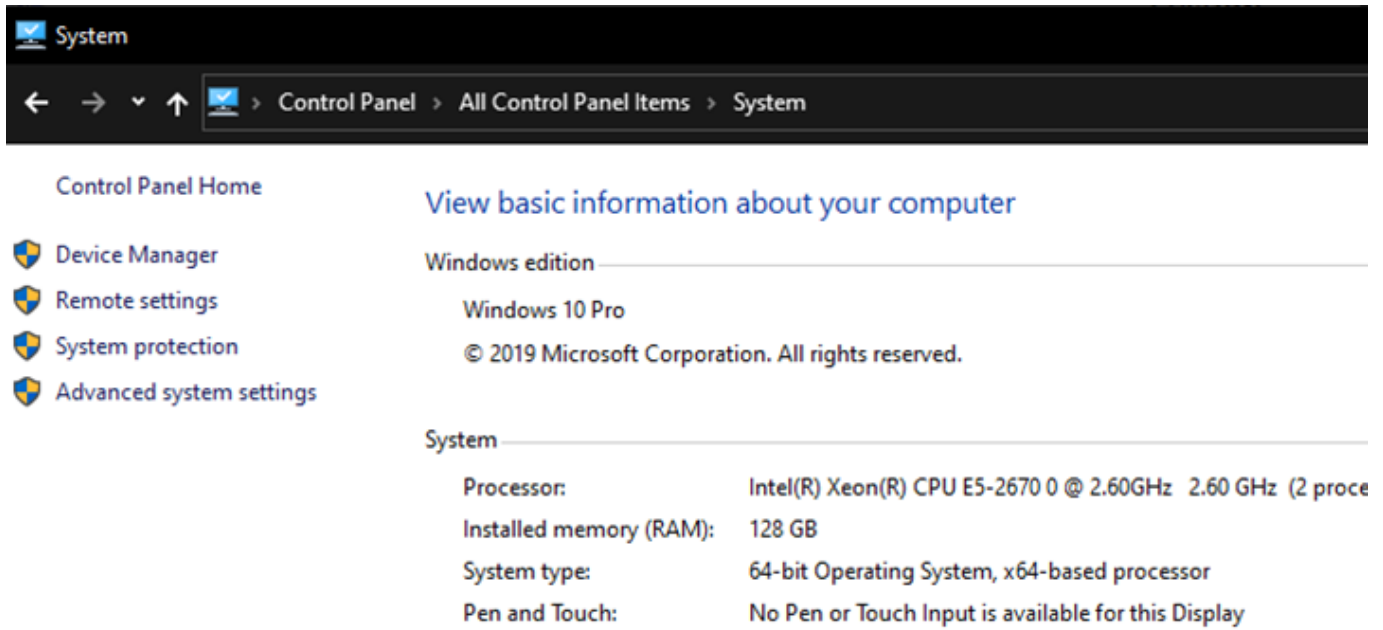 System
Control Panel > All Control Panel Items > System
Control Panel Home
Device Manager
Remote settings
System protection
Advanced system settings
View basic information about your computer
Windows edition
Windows 10 Pro
© 2019 Microsoft Corporation. All rights reserved.
System
Processor: Intel(R) Xeon(R) CPU E5-2670 0 @ 2.60GHz 2.60 GHz (2 proce
Installed memory (RAM): 128 GB
System type: 64-bit Operating System, x64-based processor
Pen and Touch: No Pen or Touch Input is available for this Display